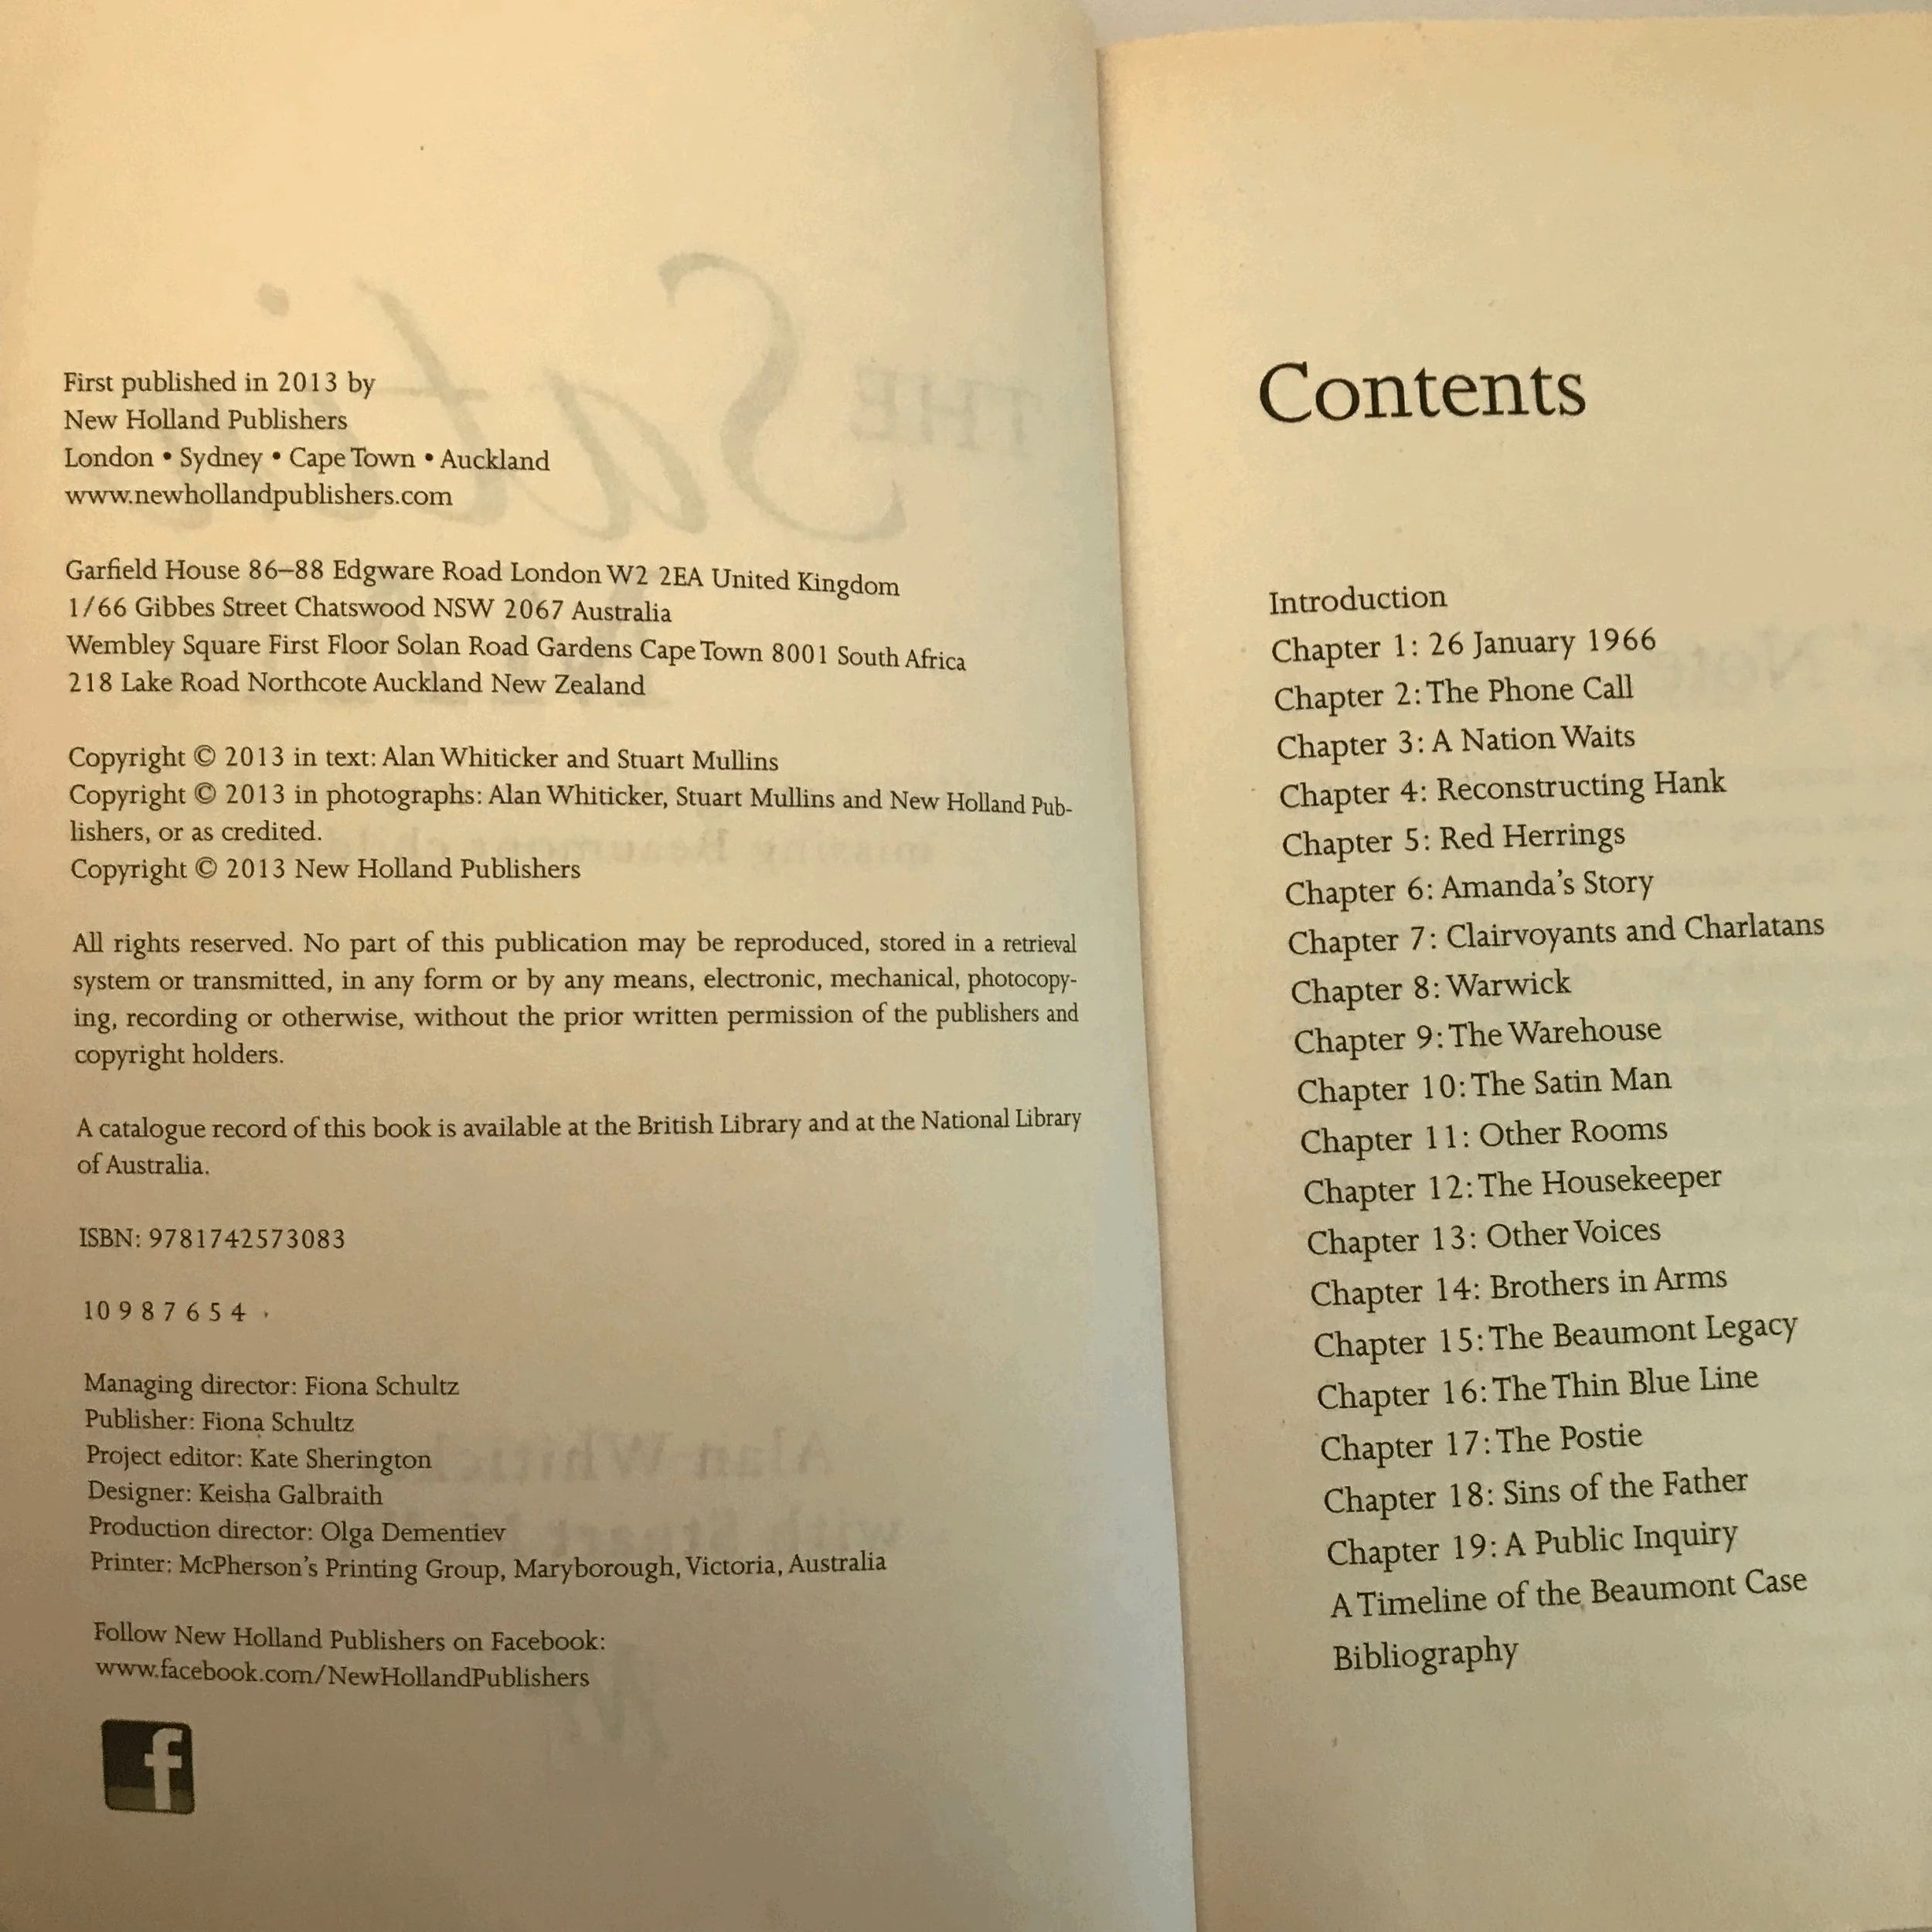 First published in 2013 by
New Holland Publishers
London • Sydney • Cape Town • Auckland
www.newhollandpublishers.com
Garfield House 86–88 Edgware Road London W2 2EA United Kingdom
1/66 Gibbes Street Chatswood NSW 2067 Australia
Wembley Square First Floor Solan Road Gardens Cape Town 8001 South Africa
218 Lake Road Northcote Auckland New Zealand
Copyright © 2013 in text: Alan Whiticker and Stuart Mullins
Copyright © 2013 in photographs: Alan Whiticker, Stuart Mullins and New Holland Pub-
lishers, or as credited.
Copyright © 2013 New Holland Publishers
All rights reserved. No part of this publication may be reproduced, stored in a retrieval
system or transmitted, in any form or by any means, electronic, mechanical, photocopy-
ing, recording or otherwise, without the prior written permission of the publishers and
copyright holders.
A catalogue record of this book is available at the British Library and at the National Library
of Australia.
ISBN: 9781742573083
10 9 8 7 6 5 4
Managing director: Fiona Schultz
Publisher: Fiona Schultz
Project editor: Kate Sherington
Designer: Keisha Galbraith
Production director: Olga Dementiev
Printer: McPherson's Printing Group, Maryborough, Victoria, Australia
Follow New Holland Publishers on Facebook:
www.facebook.com/NewHollandPublishers
f
Contents
Introduction
Chapter 1: 26 January 1966
Chapter 2: The Phone Call
Chapter 3: A Nation Waits
Chapter 4: Reconstructing Hank
Chapter 5: Red Herrings
Chapter 6: Amanda's Story
Chapter 7: Clairvoyants and Charlatans
Chapter 8: Warwick
Chapter 9: The Warehouse
Chapter 10: The Satin Man
Chapter 11: Other Rooms
Chapter 12: The Housekeeper
Chapter 13: Other Voices
Chapter 14: Brothers in Arms
Chapter 15: The Beaumont Legacy
Chapter 16: The Thin Blue Line
Chapter 17: The Postie
Chapter 18: Sins of the Father
Chapter 19: A Public Inquiry
A Timeline of the Beaumont Case
Bibliography